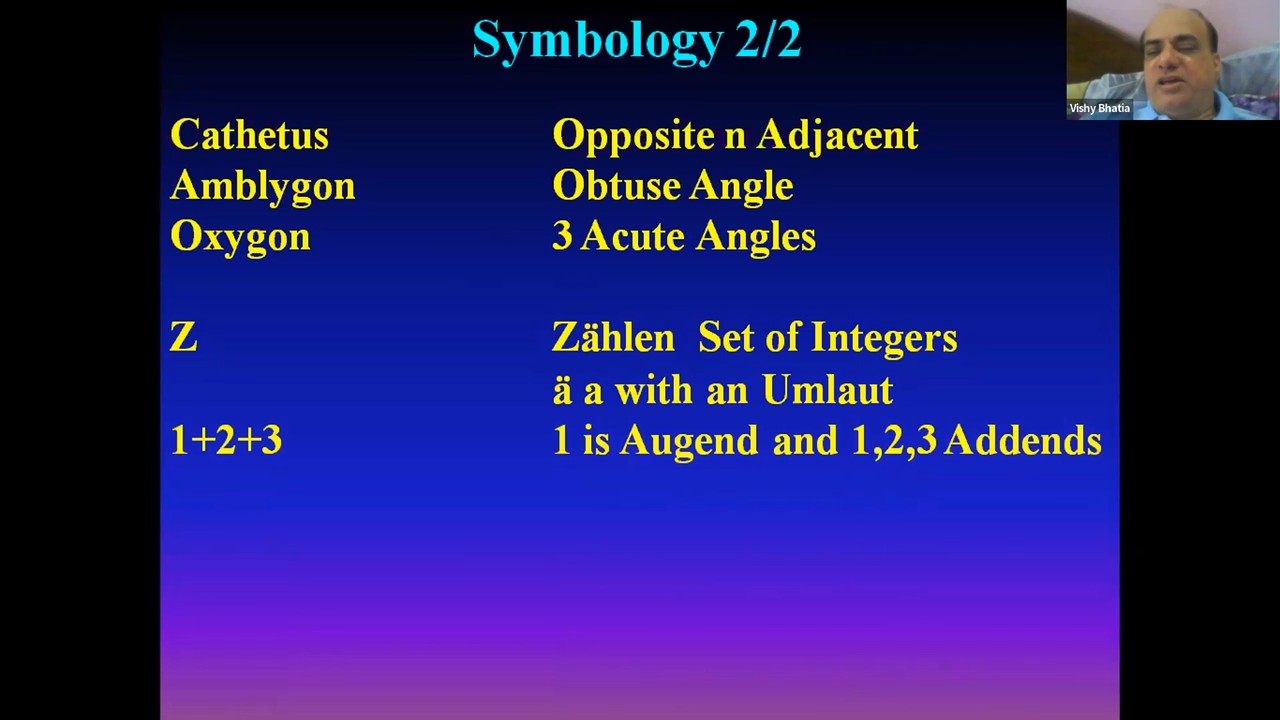 Symbology 2/2
Vishy Bhatia
Cathetus Opposite n Adjacent
Amblygon Obtuse Angle
Oxygon 3 Acute Angles
Z Zählen Set of Integers
ä a with an Umlaut
1+2+3 1 is Augend and 1,2,3 Addends